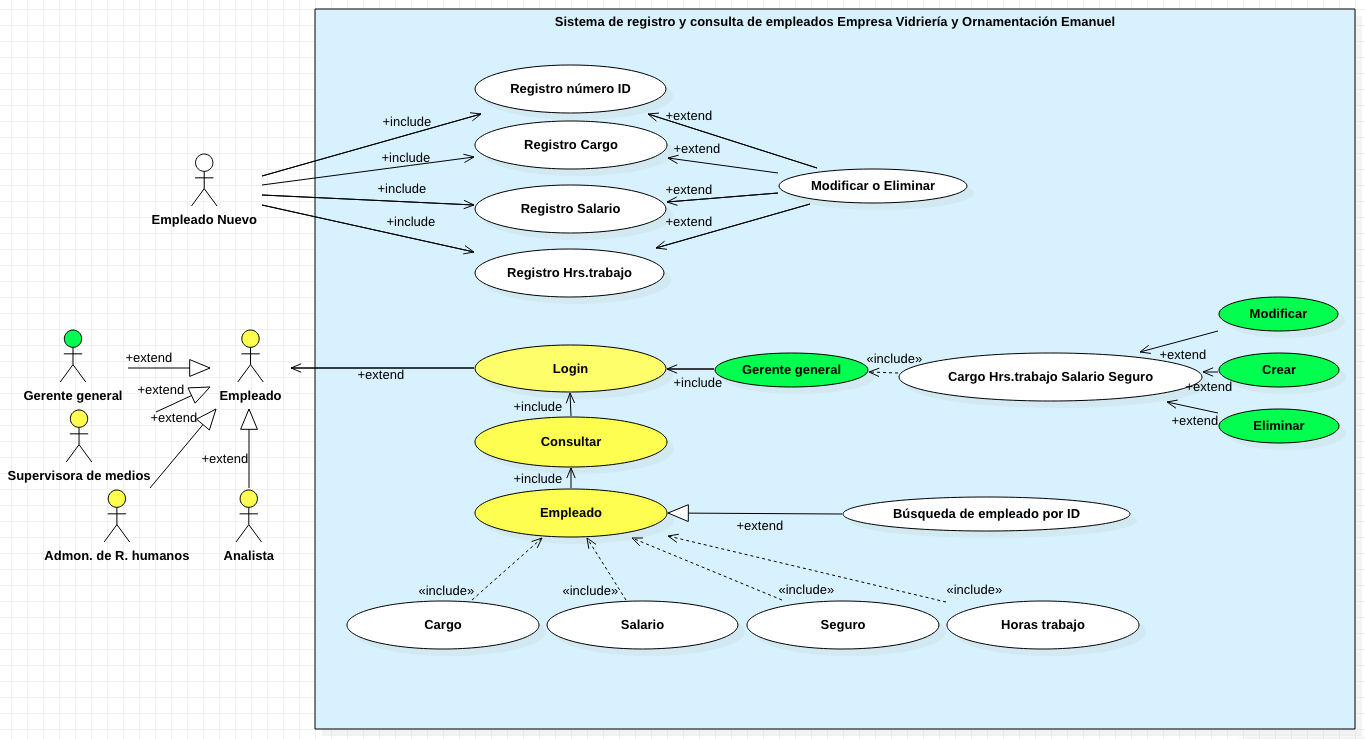 Sistema de registro y consulta de empleados Empresa Vidriería y Ornamentación Emanuel
Registro número ID
+include
+extend
Registro Cargo
+include
+extend
Empleado Nuevo
Modificar o Eliminar
+include
+extend
Registro Salario
+include
+extend
Registro Hrs.trabajo
Modificar
+extend
+extend
Gerente general
Empleado
+extend
Login
+include
Gerente general
«include»
Cargo Hrs.trabajo Salario Seguro
Crear
+extend
+extend
+include
+extend
Eliminar
+extend
Supervisora de medios
Consultar
+extend
+include
Admon. de R. humanos
Analista
Empleado
+extend
Búsqueda de empleado por ID
«include»
«include»
«include»
«include»
Cargo
Salario
Seguro
Horas trabajo